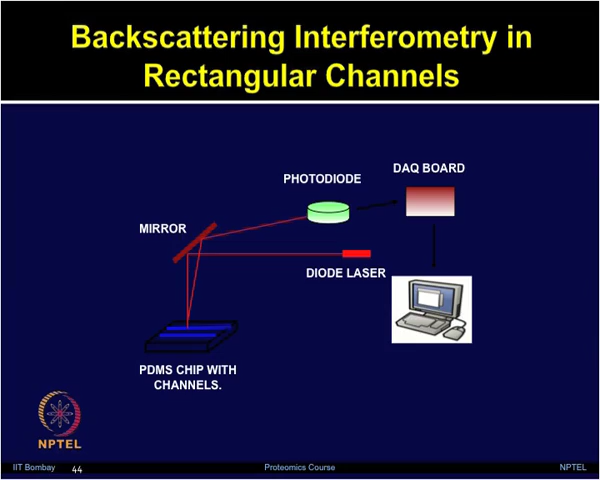 Backscattering Interferometry in
Rectangular Channels
DAQ BOARD
PHOTODIODE
MIRROR
DIODE LASER
PDMS CHIP WITH
CHANNELS.
NPTEL
IIT Bombay 44 Proteomics Course NPTEL